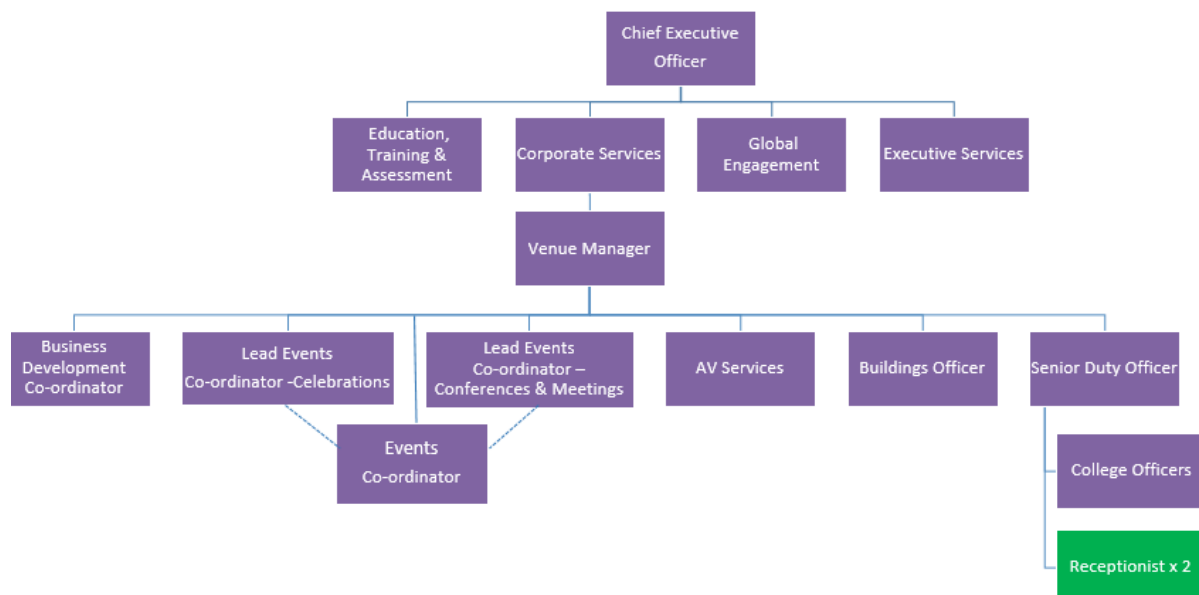 Chief Executive
Officer
Education,
Training &
Assessment
Corporate Services
Global
Engagement
Executive Services
Venue Manager
Business
Development
Co-ordinator
Lead Events
Co-ordinator -Celebrations
Lead Events
Co-ordinator –
Conferences & Meetings
AV Services
Buildings Officer
Senior Duty Officer
Events
Co-ordinator
College Officers
Receptionist x 2